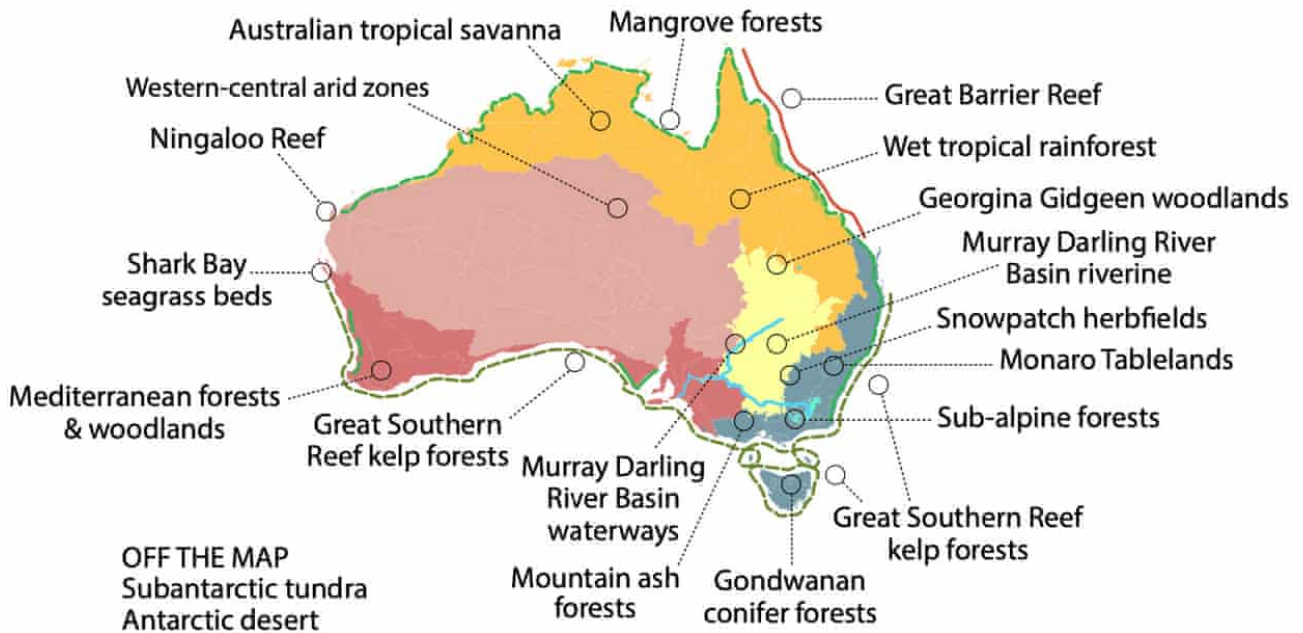 Australian tropical savanna
Mangrove forests
Western-central arid zones
Great Barrier Reef
Ningaloo Reef
Wet tropical rainforest
Georgina Gidgeen woodlands
Murray Darling River
Basin riverine
Shark Bay
seagrass beds
Snowpatch herbfields
Monaro Tablelands
Mediterranean forests
& woodlands
Great Southern
Reef kelp forests
Sub-alpine forests
Murray Darling
River Basin
waterways
Great Southern Reef
kelp forests
Mountain ash
forests
Gondwanan
conifer forests
OFF THE MAP
Subantarctic tundra
Antarctic desert